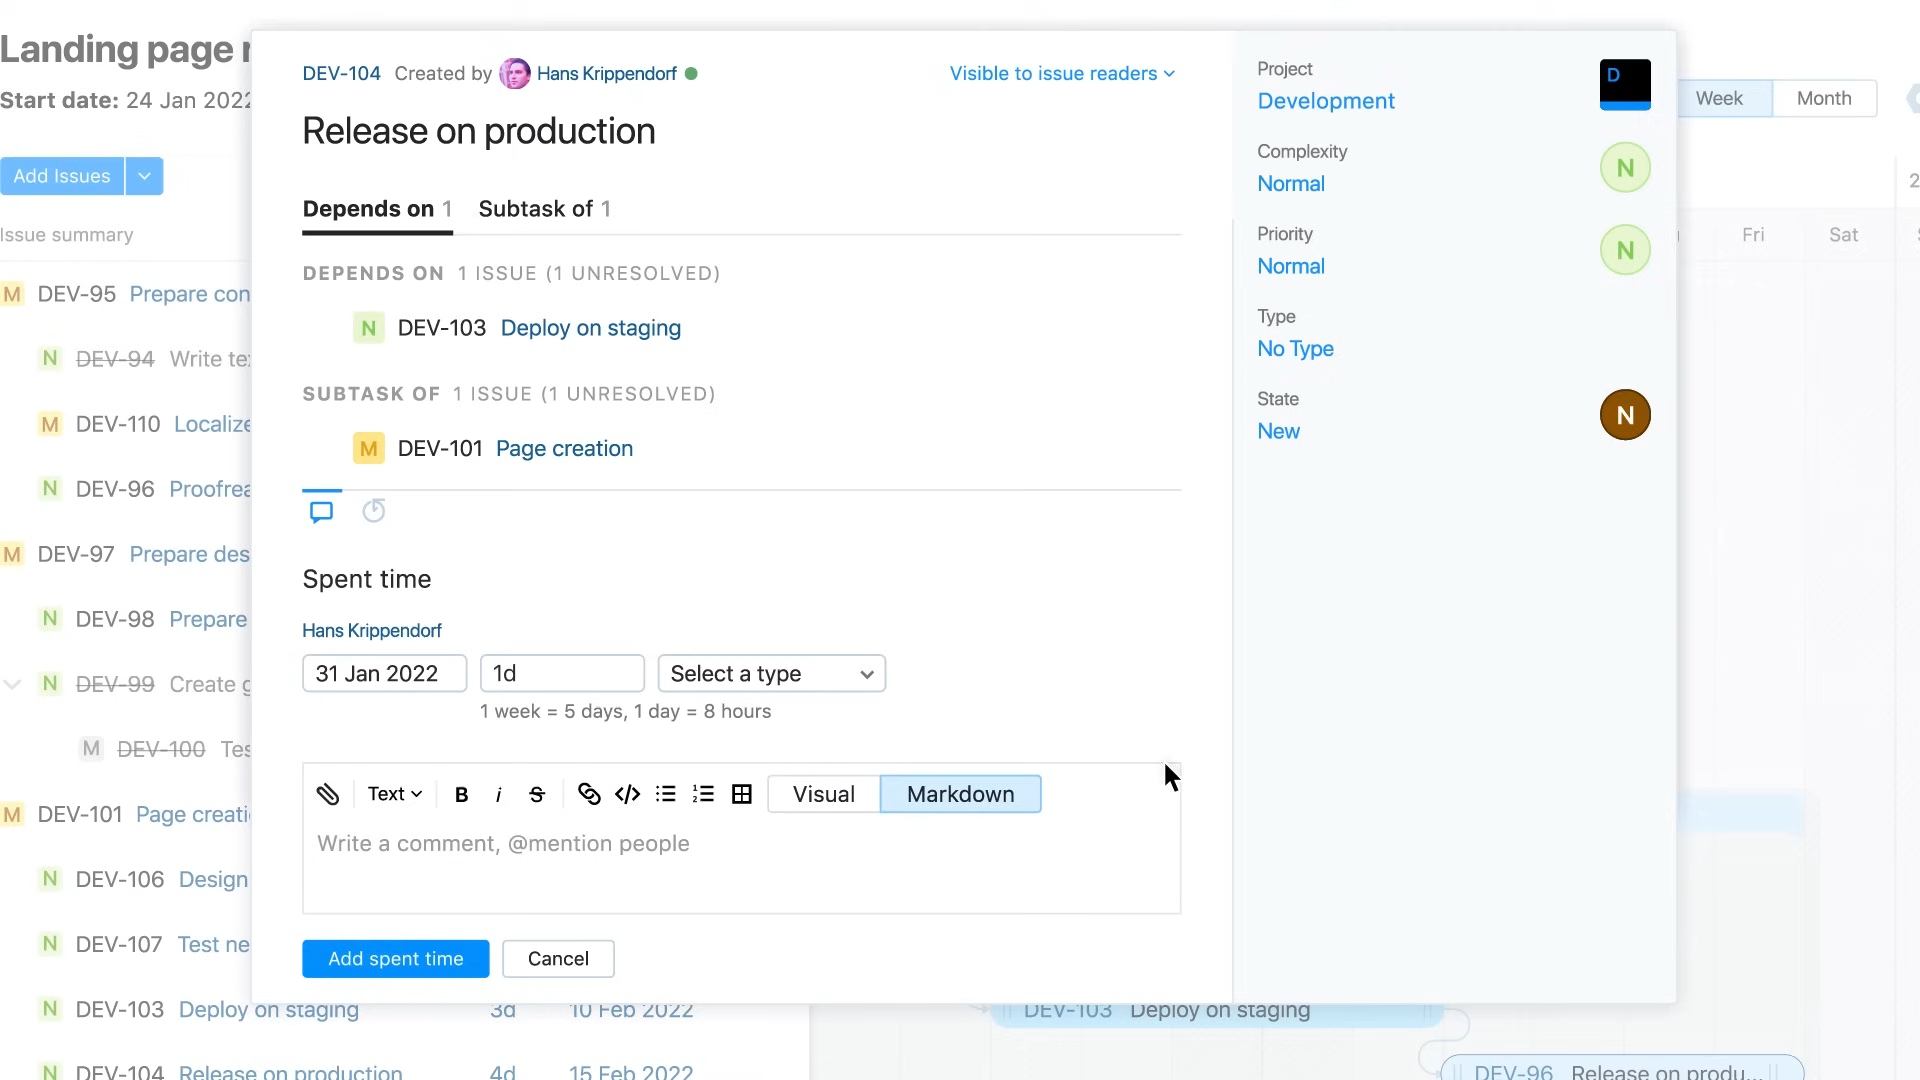 Landing page
Start date: 24 Jan 2022
Add Issues
Issue summary
M DEV-95 Prepare con
N DEV-94 Write te
M DEV-110 Localize
N DEV-96 Proofrea
M DEV-97 Prepare des
N DEV-98 Prepare
N DEV-99 Create g
M DEV-100 Tes
M DEV-101 Page creati
N DEV-106 Design
N DEV-107 Test ne
N DEV-103 Deploy on staging 3d 10 Feb 2022
N DEV-104 Release on production 4d 15 Feb 2022
DEV-104 Created by Hans Krippendorf
Visible to issue readers
Release on production
Depends on 1 Subtask of 1
DEPENDS ON 1 ISSUE (1 UNRESOLVED)
N DEV-103 Deploy on staging
SUBTASK OF 1 ISSUE (1 UNRESOLVED)
M DEV-101 Page creation
Spent time
Hans Krippendorf
31 Jan 2022 1d Select a type
1 week = 5 days, 1 day = 8 hours
Text B i S Visual Markdown
Write a comment, @mention people
Add spent time Cancel
Project
Development D
Complexity
Normal N
Priority
Normal N
Type
No Type
State
New N
Week Month
2
Fri Sat
DEV-103 Deploy on staging
DEV-96 Release on produ...